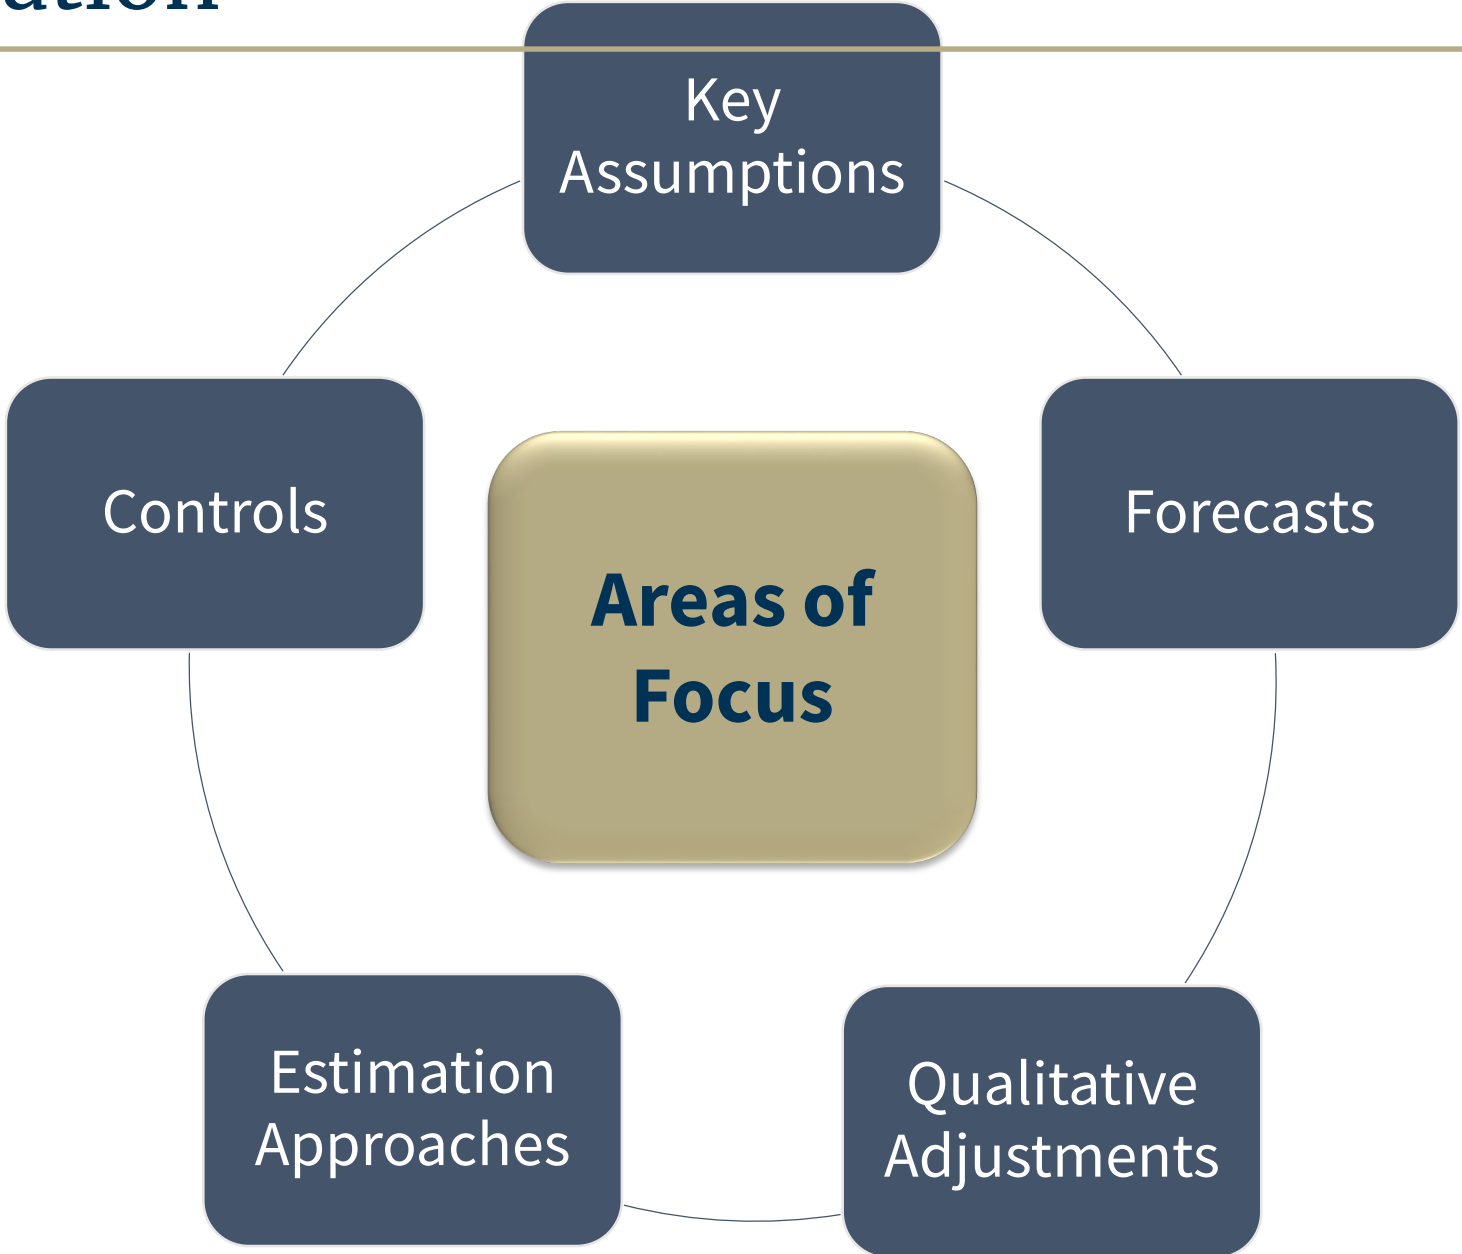 Key
Assumptions
Controls
Forecasts
Areas of
Focus
Estimation
Approaches
Qualitative
Adjustments